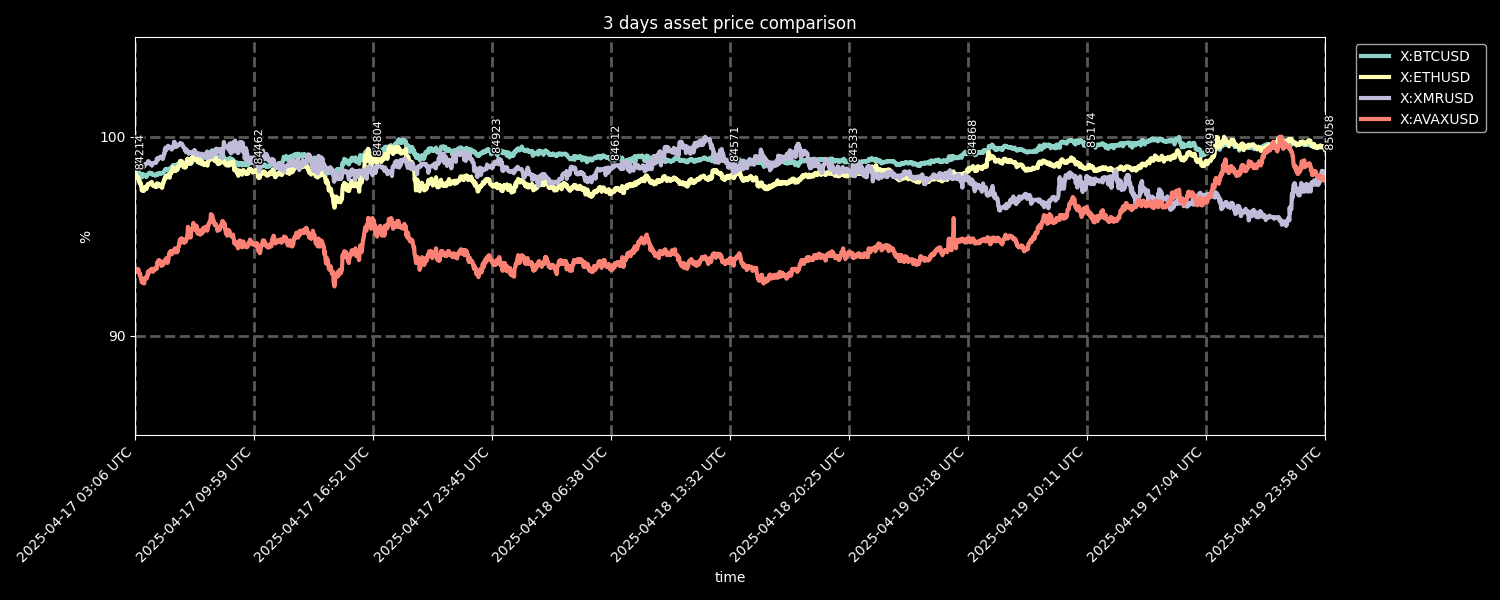 3 days asset price comparison
X:BTCUSD
X:ETHUSD
X:XMRUSD
X:AVAXUSD
100
90
%
84214
84462
84804
84923
84612
84571
84533
84868
85174
84918
85058
2025-04-17 03:06 UTC
2025-04-17 09:59 UTC
2025-04-17 16:52 UTC
2025-04-17 23:45 UTC
2025-04-18 06:38 UTC
2025-04-18 13:32 UTC
2025-04-18 20:25 UTC
2025-04-19 03:18 UTC
2025-04-19 10:11 UTC
2025-04-19 17:04 UTC
2025-04-19 23:58 UTC
time